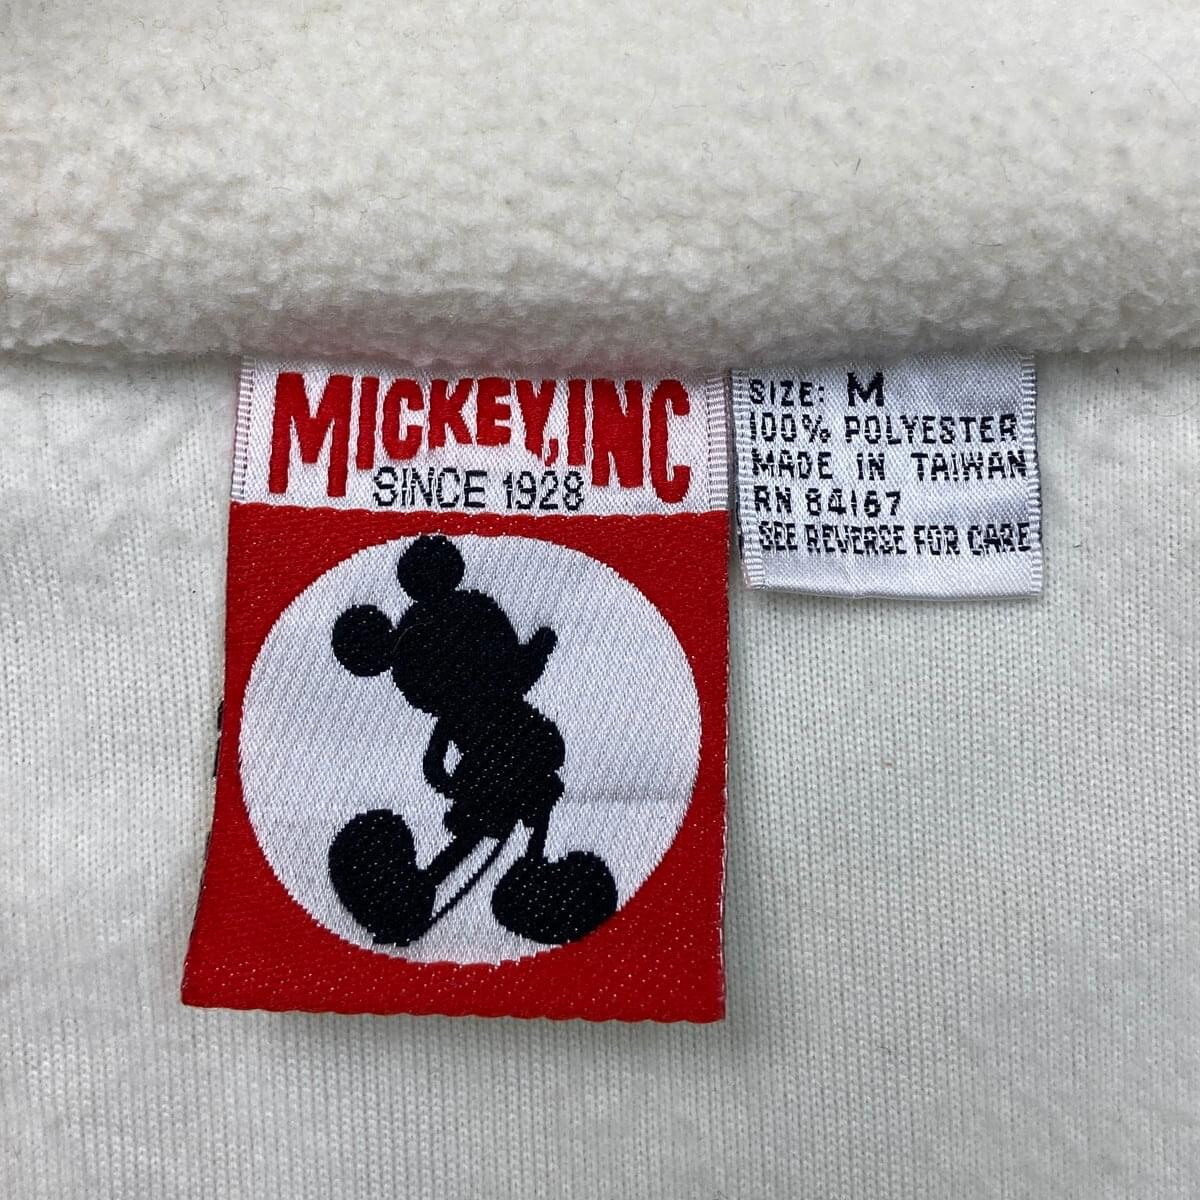 MICKEY, INC
SINCE 1928
SIZE: M
100% POLYESTER
MADE IN TAIWAN
RN 84167
SEE REVERSE FOR CARE